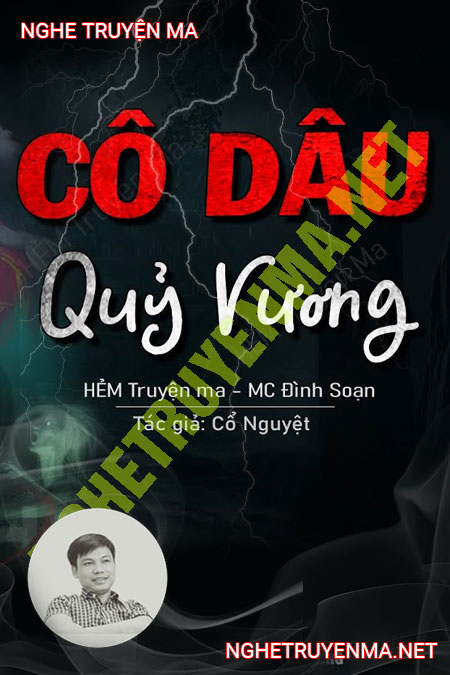 NGHE TRUYỆN MA
CÔ DÂU
Quỷ Vương
HẺM Truyện ma - MC Đình Soạn
Tác giả: Cổ Nguyệt
NGHETRUYENMA.NET
NGHETRUYENMA.NET